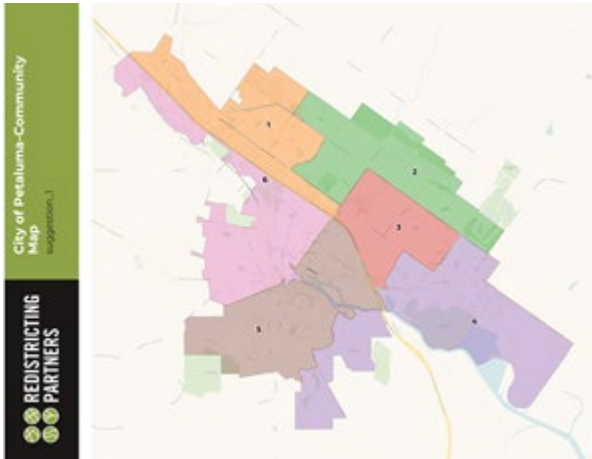 City of Petaluma-Community
Map
suggestion_1
REDISTRICTING
PARTNERS
1
2
3
6
4
5